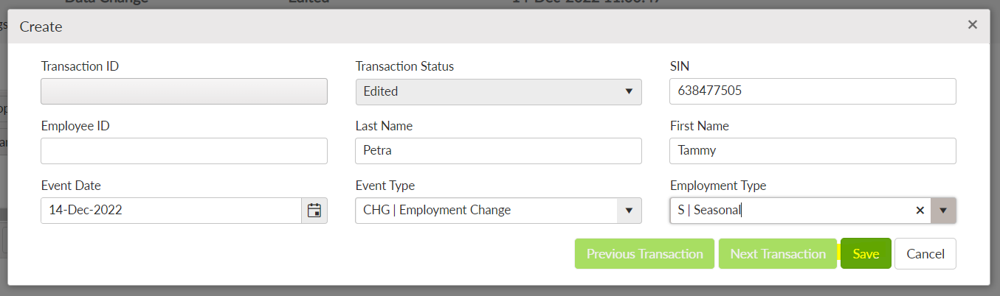 Data Change Edited 14-Dec-2022 11:00:47
Create
Transaction ID Transaction Status SIN
Edited 638477505
Employee ID Last Name First Name
Petra Tammy
Event Date Event Type Employment Type
14-Dec-2022 CHG | Employment Change S | Seasonal
Previous Transaction Next Transaction Save Cancel